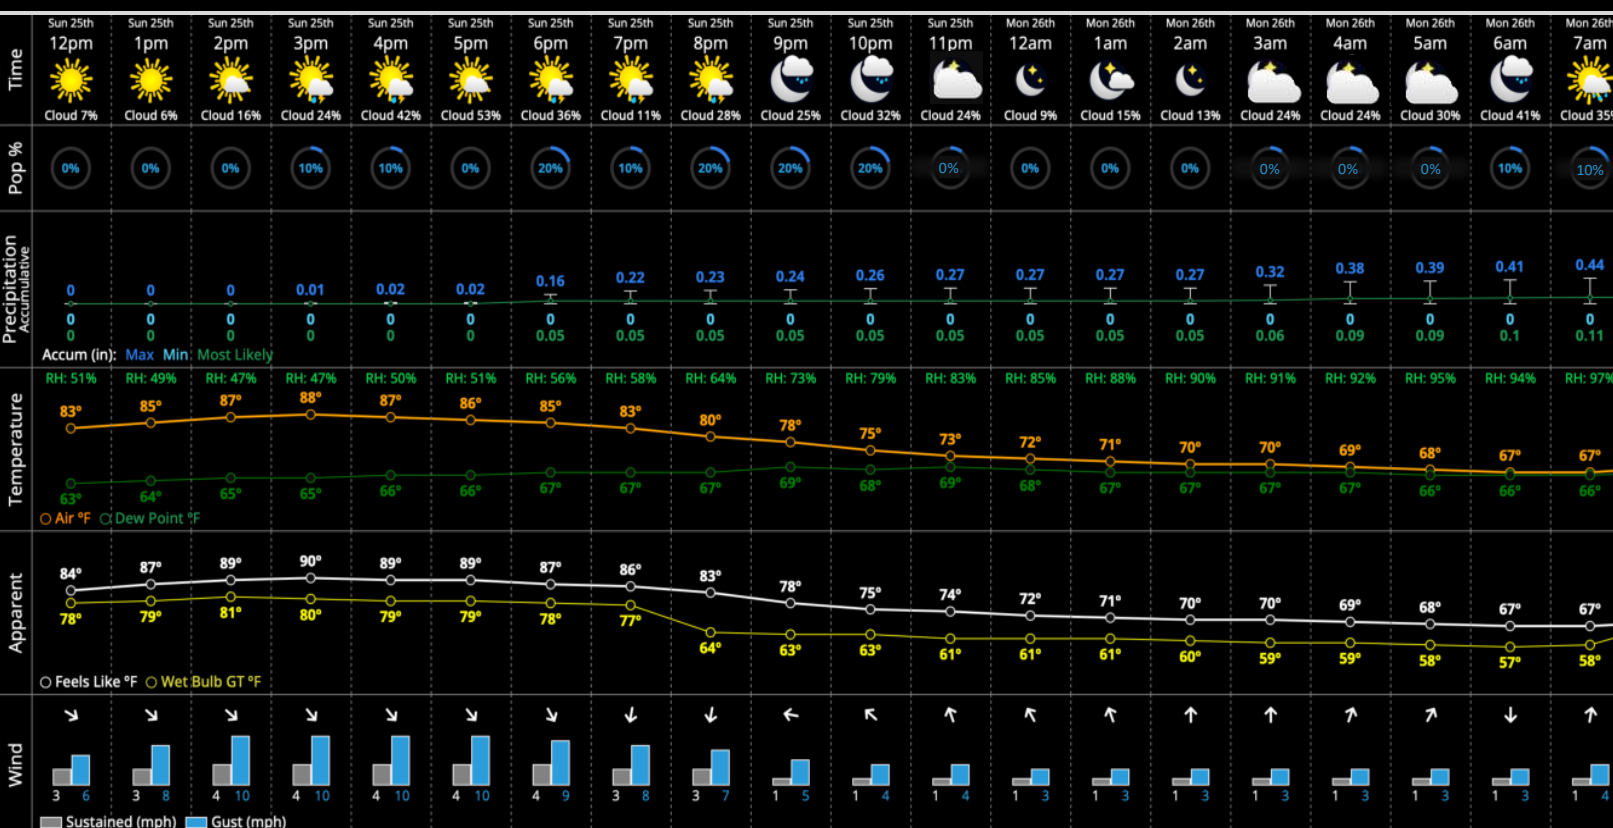 Sun 25th Sun 25th Sun 25th Sun 25th Sun 25th Sun 25th Sun 25th Sun 25th Sun 25th Sun 25th Sun 25th Sun 25th Mon 26th Mon 26th Mon 26th Mon 26th Mon 26th Mon 26th Mon 26th Mon 26th
Time
12pm 1pm 2pm 3pm 4pm 5pm 6pm 7pm 8pm 9pm 10pm 11pm 12am 1am 2am 3am 4am 5am 6am 7am
Cloud 7% Cloud 6% Cloud 16% Cloud 24% Cloud 42% Cloud 53% Cloud 36% Cloud 11% Cloud 28% Cloud 25% Cloud 32% Cloud 24% Cloud 9% Cloud 15% Cloud 13% Cloud 24% Cloud 24% Cloud 30% Cloud 41% Cloud 35%
Pop %
0% 0% 0% 10% 10% 0% 20% 10% 20% 20% 20% 0% 0% 0% 0% 0% 0% 0% 10% 10%
Precipitation
Accumulative
0 0 0 0.01 0.02 0.02 0.16 0.22 0.23 0.24 0.26 0.27 0.27 0.27 0.27 0.32 0.38 0.39 0.41 0.44
0 0 0 0 0 0 0 0 0 0 0 0 0 0 0 0 0 0 0 0
0 0 0 0 0 0 0.05 0.05 0.05 0.05 0.05 0.05 0.05 0.05 0.05 0.06 0.09 0.09 0.1 0.11
Accum (in): Max Min Most Likely
Temperature
RH: 51% RH: 49% RH: 47% RH: 47% RH: 50% RH: 51% RH: 56% RH: 58% RH: 64% RH: 73% RH: 79% RH: 83% RH: 85% RH: 88% RH: 90% RH: 91% RH: 92% RH: 95% RH: 94% RH: 97%
83° 85° 87° 88° 87° 86° 85° 83° 80° 78° 75° 73° 72° 71° 70° 70° 69° 68° 67° 67°
63° 64° 65° 65° 66° 66° 67° 67° 67° 69° 68° 69° 68° 67° 67° 67° 67° 66° 66° 66°
Air °F Dew Point °F
Apparent
84° 87° 89° 90° 89° 89° 87° 86° 83° 78° 75° 74° 72° 71° 70° 70° 69° 68° 67° 67°
78° 79° 81° 80° 79° 79° 78° 77° 64° 63° 63° 61° 61° 61° 60° 59° 59° 58° 57° 58°
Feels Like °F Wet Bulb GT °F
Wind
3 6 3 8 4 10 4 10 4 10 4 10 4 9 3 8 3 7 1 5 1 4 1 4 1 3 1 3 1 3 1 3 1 3 1 3 1 3 1 4
Sustained (mph) Gust (mph)